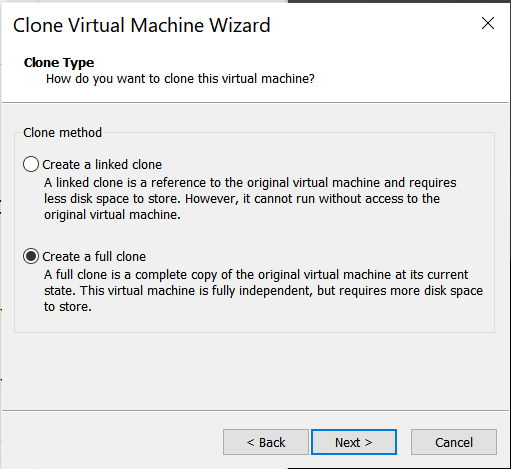 Clone Virtual Machine Wizard
Clone Type
How do you want to clone this virtual machine?
Clone method
Create a linked clone
A linked clone is a reference to the original virtual machine and requires
less disk space to store. However, it cannot run without access to the
original virtual machine.
Create a full clone
A full clone is a complete copy of the original virtual machine at its current
state. This virtual machine is fully independent, but requires more disk space
to store.
< Back
Next >
Cancel